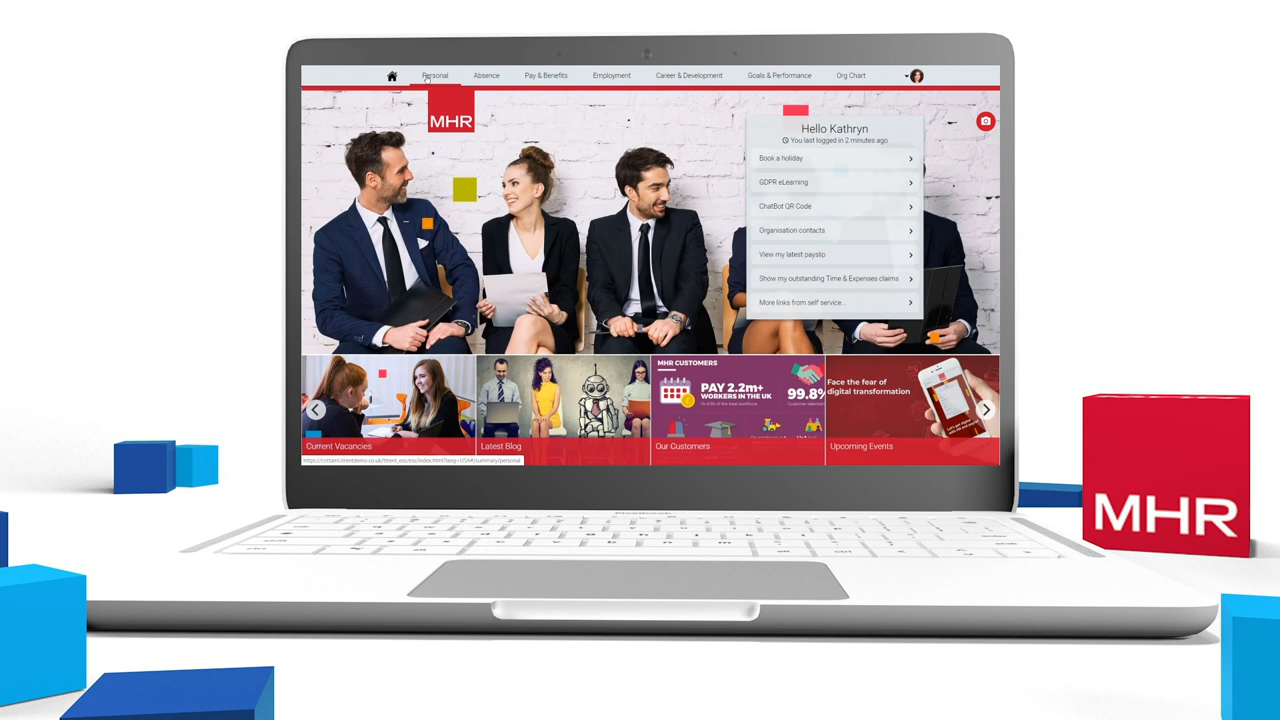 Personal Absence Pay & Benefits Employment Career & Development Goals & Performance Org Chart
MHR
Hello Kathryn
You last logged in 2 minutes ago
Book a holiday
GDPR eLearning
ChatBot QR Code
Organisation contacts
View my latest payslip
Show my outstanding Time & Expenses claims
More links from self service...
MHR CUSTOMERS
PAY 2.2m+
WORKERS IN THE UK
99.8%
Face the fear of
digital transformation
Current Vacancies
Latest Blog
Our Customers
Upcoming Events
MHR